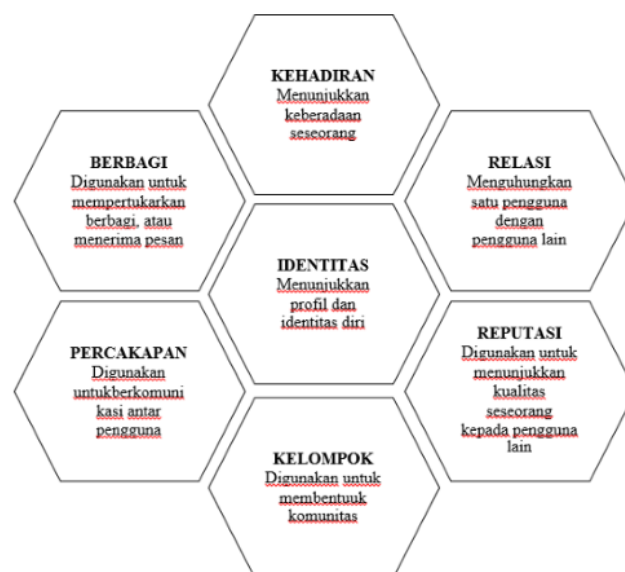 KEHADIRAN
Menunjukkan
keberadaan
seseorang
BERBAGI
Digunakan untuk
mempertukarkan
berbagi, atau
menerima pesan
RELASI
Menguhungkan
satu pengguna
dengan
pengguna lain
IDENTITAS
Menunjukkan
profil dan
identitas diri
PERCAKAPAN
Digunakan
untukberkomuni
kasi antar
pengguna
REPUTASI
Digunakan untuk
menunjukkan
kualitas
seseorang
kepada pengguna
lain
KELOMPOK
Digunakan untuk
membentuuk
komunitas